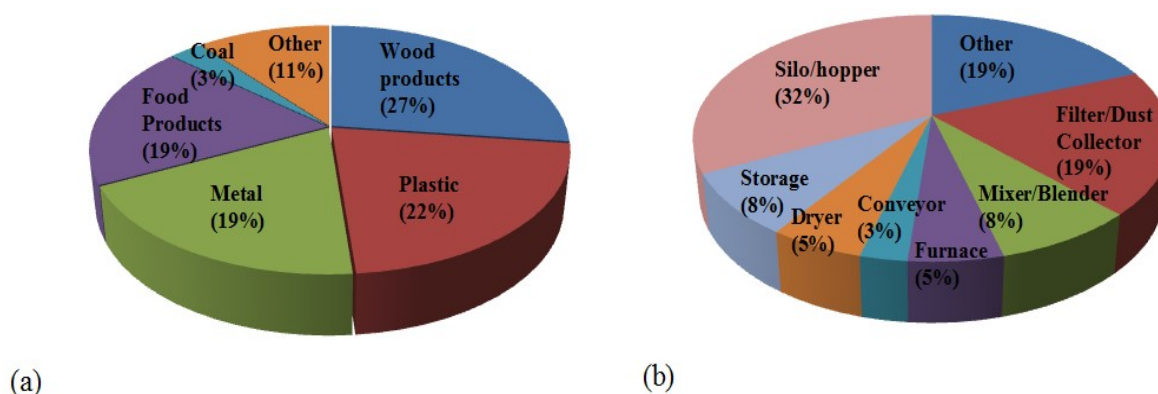 Other
(11%)
Coal
(3%)
Wood
products
(27%)
Food
Products
(19%)
Metal
(19%)
Plastic
(22%)
(a)
Other
(19%)
Silo/hopper
(32%)
Filter/Dust
Collector
(19%)
Storage
(8%)
Mixer/Blender
(8%)
Dryer
(5%)
Conveyor
(3%)
Furnace
(5%)
(b)